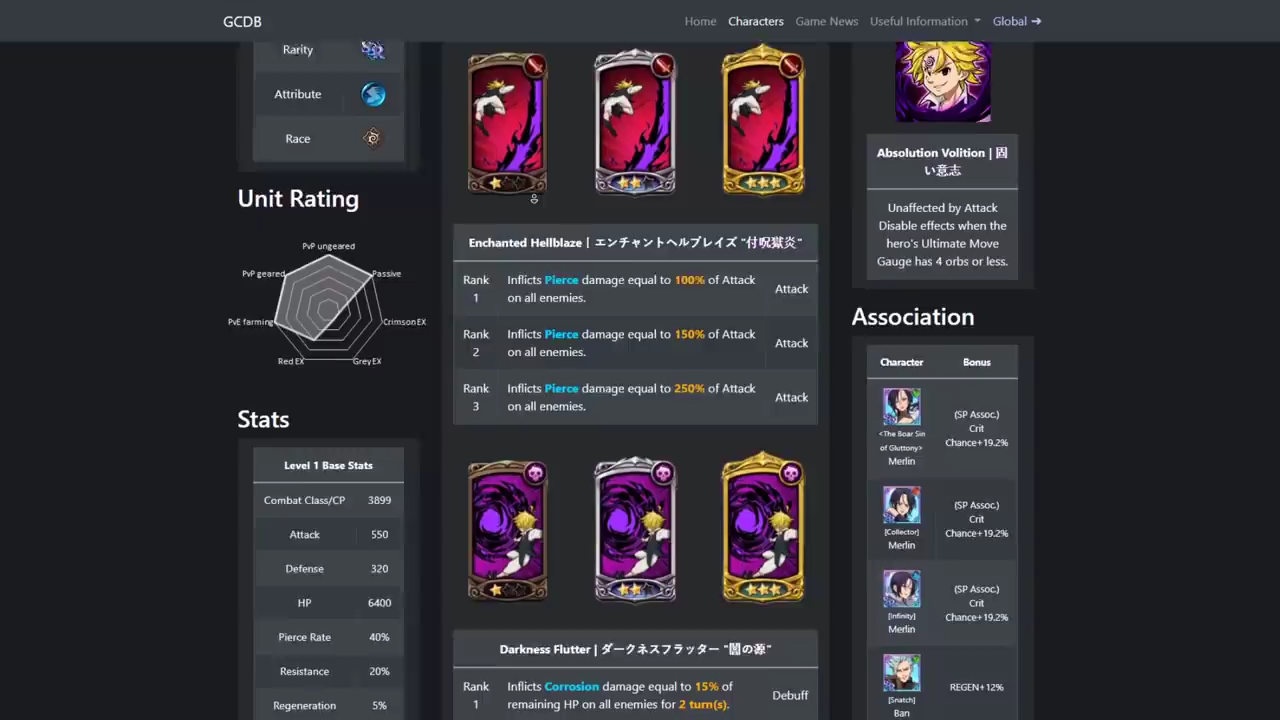 GCDB
Home Characters Game News Useful Information Global ➔
Rarity
Attribute
Race
Unit Rating
PvP ungeared
PvP geared
Passive
PvE farming
Crimson EX
Red EX
Grey EX
Stats
Level 1 Base Stats
Combat Class/CP 3899
Attack 550
Defense 320
HP 6400
Pierce Rate 40%
Resistance 20%
Regeneration 5%
Enchanted Hellblaze | エンチャントヘルブレイズ "付呪獄炎"
Rank 1
Inflicts Pierce damage equal to 100% of Attack
on all enemies.
Attack
Rank 2
Inflicts Pierce damage equal to 150% of Attack
on all enemies.
Attack
Rank 3
Inflicts Pierce damage equal to 250% of Attack
on all enemies.
Attack
Darkness Flutter | ダークネスフラッター "闇の源"
Rank 1
Inflicts Corrosion damage equal to 15% of
remaining HP on all enemies for 2 turn(s).
Debuff
Absolution Volition | 固
い意志
Unaffected by Attack
Disable effects when the
hero's Ultimate Move
Gauge has 4 orbs or less.
Association
Character Bonus
<The Boar Sin
of Gluttony>
Merlin
(SP Assoc.)
Crit
Chance+19.2%
[Collector]
Merlin
(SP Assoc.)
Crit
Chance+19.2%
[Infinity]
Merlin
(SP Assoc.)
Crit
Chance+19.2%
[Snatch]
Ban
REGEN+12%